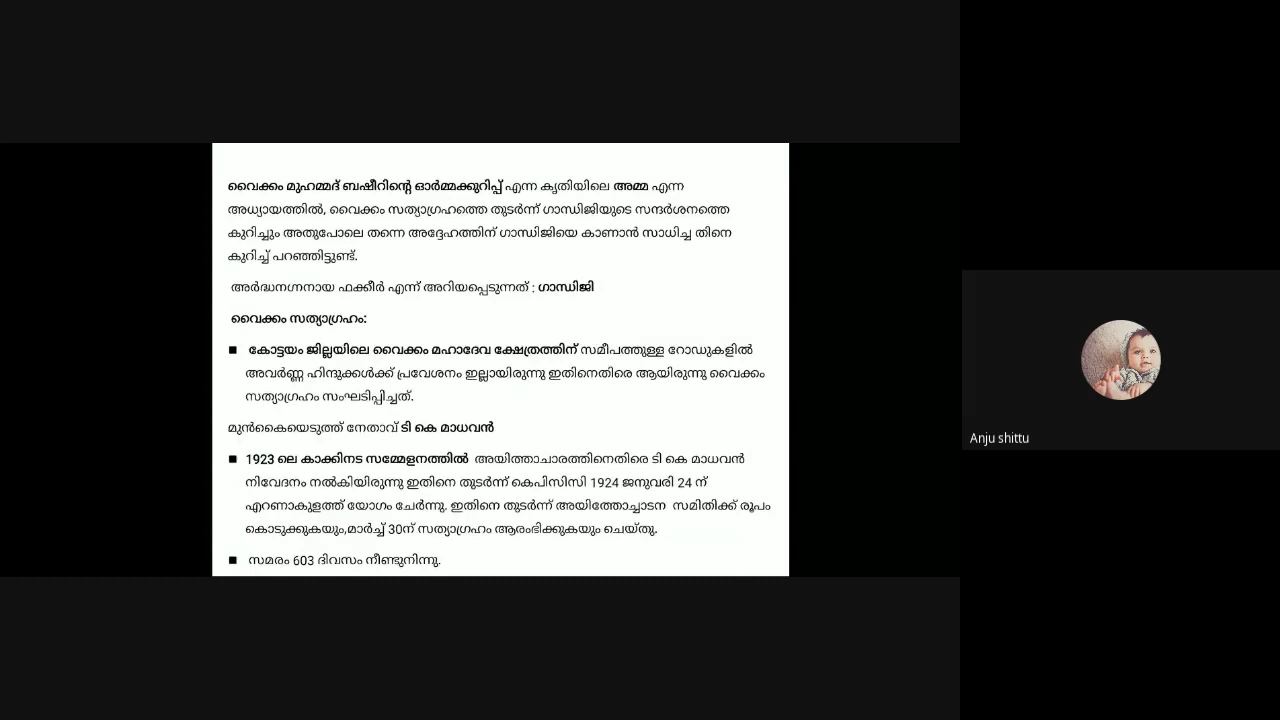 വൈക്കം മുഹമ്മദ് ബഷീറിന്റെ ഓർമ്മക്കുറിപ്പ് എന്ന കൃതിയിലെ അമ്മ എന്ന
അധ്യായത്തിൽ, വൈക്കം സത്യാഗ്രഹത്തെ തുടർന്ന് ഗാന്ധിജിയുടെ സന്ദർശനത്തെ
കുറിച്ചും അതുപോലെ തന്നെ അദ്ദേഹത്തിന് ഗാന്ധിജിയെ കാണാൻ സാധിച്ച തിനെ
കുറിച്ച് പറഞ്ഞിട്ടുണ്ട്.
അർദ്ധനഗ്നനായ ഫക്കീർ എന്ന് അറിയപ്പെടുന്നത് : ഗാന്ധിജി
വൈക്കം സത്യാഗ്രഹം:
■ കോട്ടയം ജില്ലയിലെ വൈക്കം മഹാദേവ ക്ഷേത്രത്തിന് സമീപത്തുള്ള റോഡുകളിൽ
അവർണ്ണ ഹിന്ദുക്കൾക്ക് പ്രവേശനം ഇല്ലായിരുന്നു ഇതിനെതിരെ ആയിരുന്നു വൈക്കം
സത്യാഗ്രഹം സംഘടിപ്പിച്ചത്.
മുൻകൈയെടുത്ത് നേതാവ് ടി കെ മാധവൻ
■ 1923 ലെ കാക്കിനട സമ്മേളനത്തിൽ അയിത്താചാരത്തിനെതിരെ ടി കെ മാധവൻ
നിവേദനം നൽകിയിരുന്നു ഇതിനെ തുടർന്ന് കെപിസിസി 1924 ജനുവരി 24 ന്
എറണാകുളത്ത് യോഗം ചേർന്നു. ഇതിനെ തുടർന്ന് അയിത്തോച്ചാടന സമിതിക്ക് രൂപം
കൊടുക്കുകയും,മാർച്ച് 30ന് സത്യാഗ്രഹം ആരംഭിക്കുകയും ചെയ്തു.
■ സമരം 603 ദിവസം നീണ്ടുനിന്നു.
Anju shittu